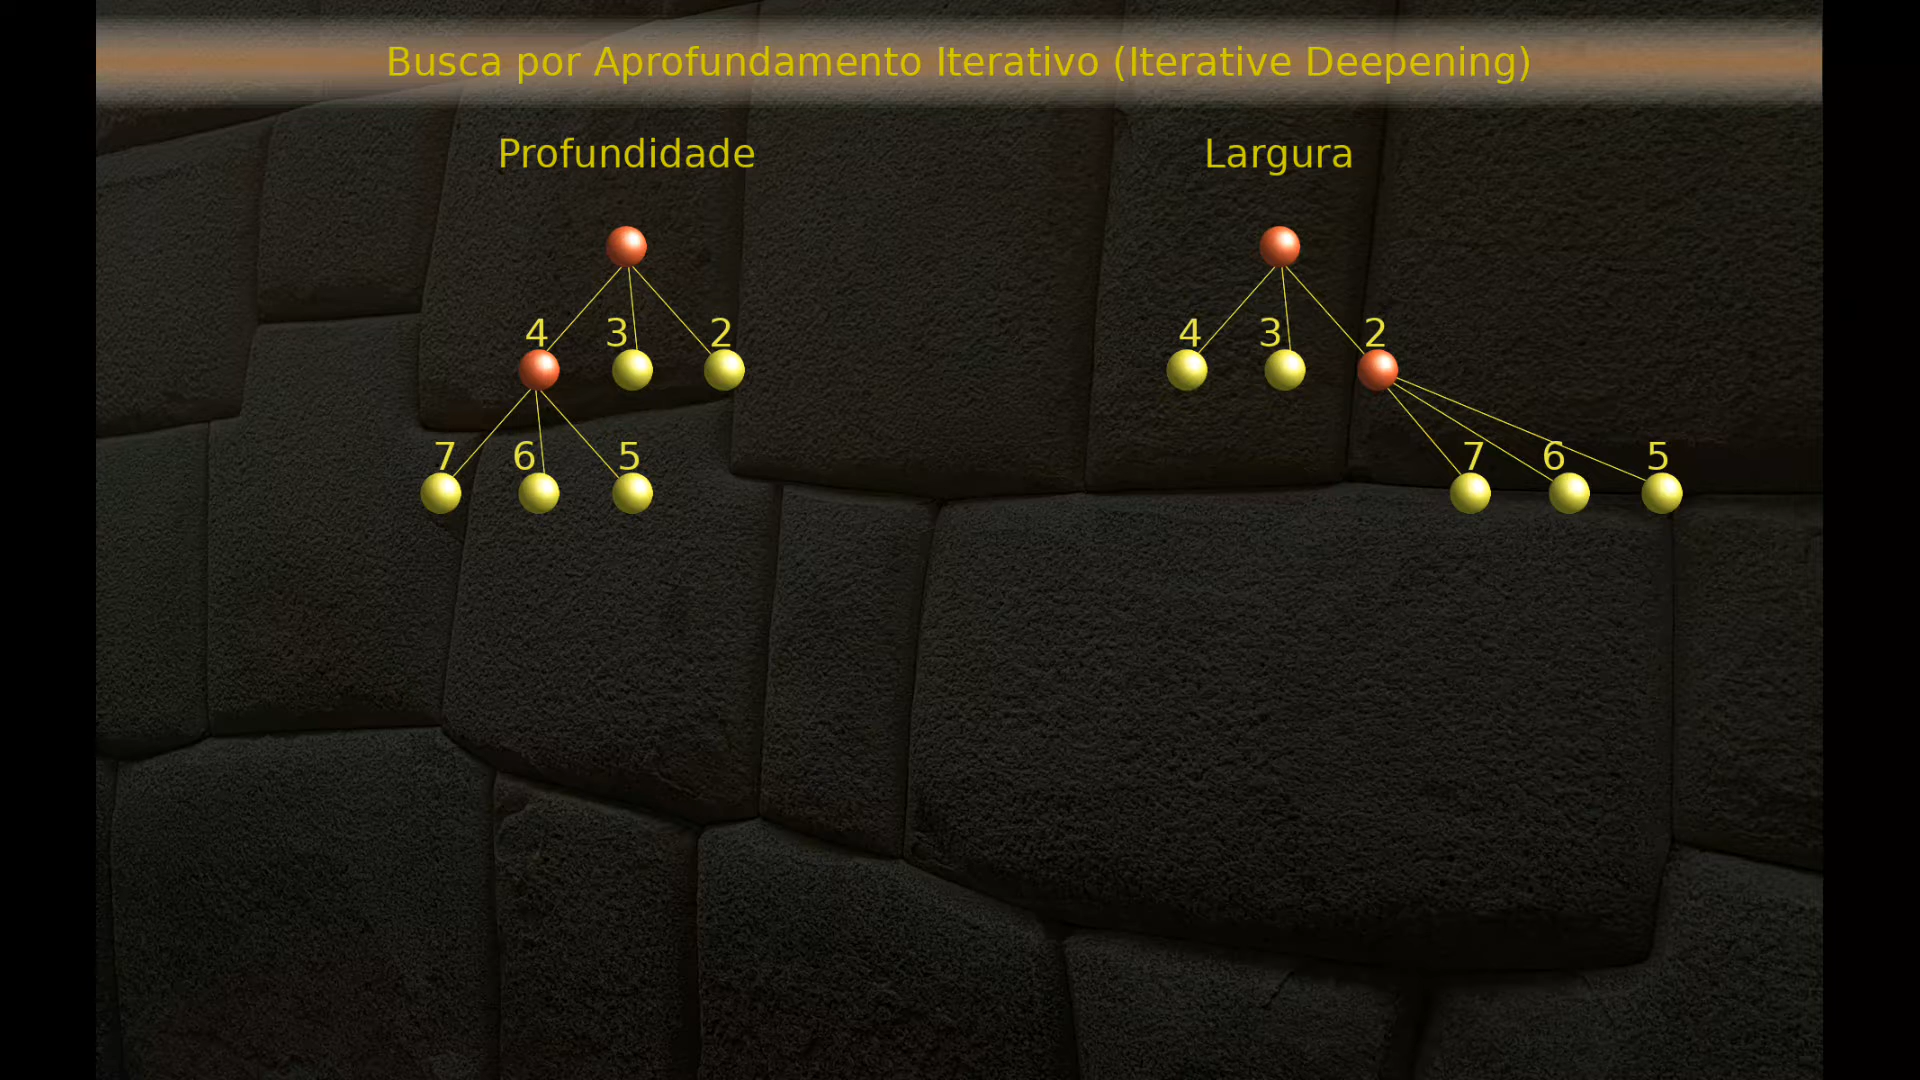 Busca por Aprofundamento Iterativo (Iterative Deepening)
Profundidade
Largura
4 3 2
4 3 2
7 6 5
7 6 5